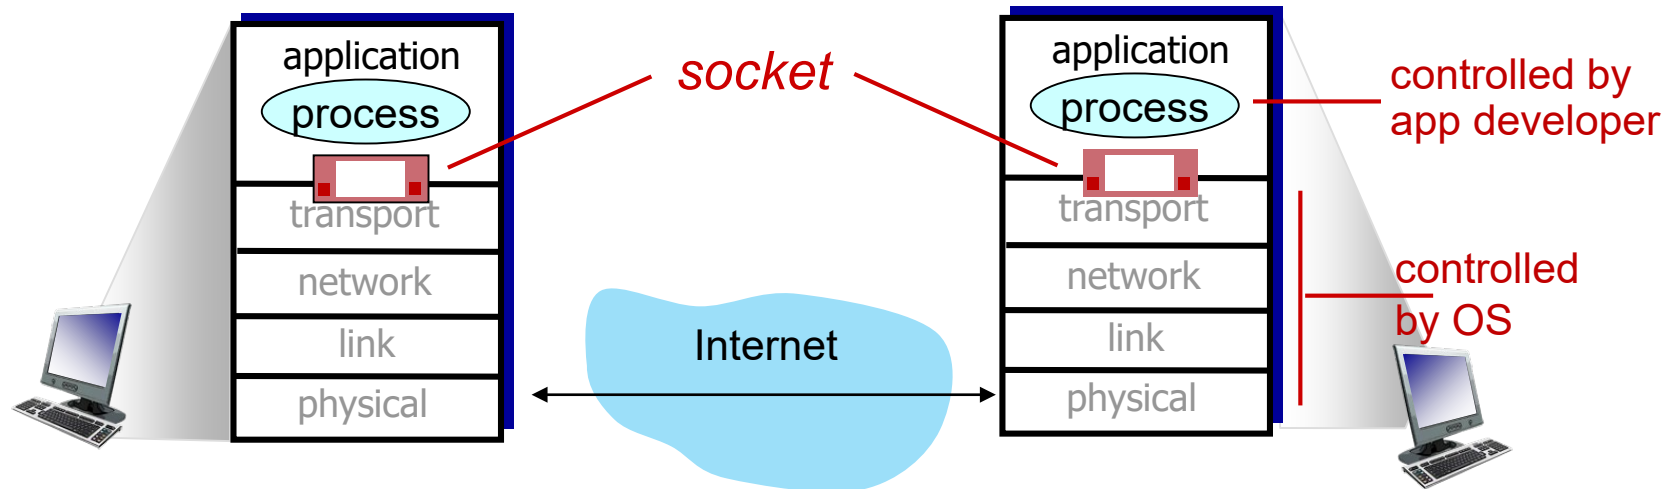 application
process
transport
network
link
physical
socket
Internet
application
process
transport
network
link
physical
controlled by
app developer
controlled
by OS